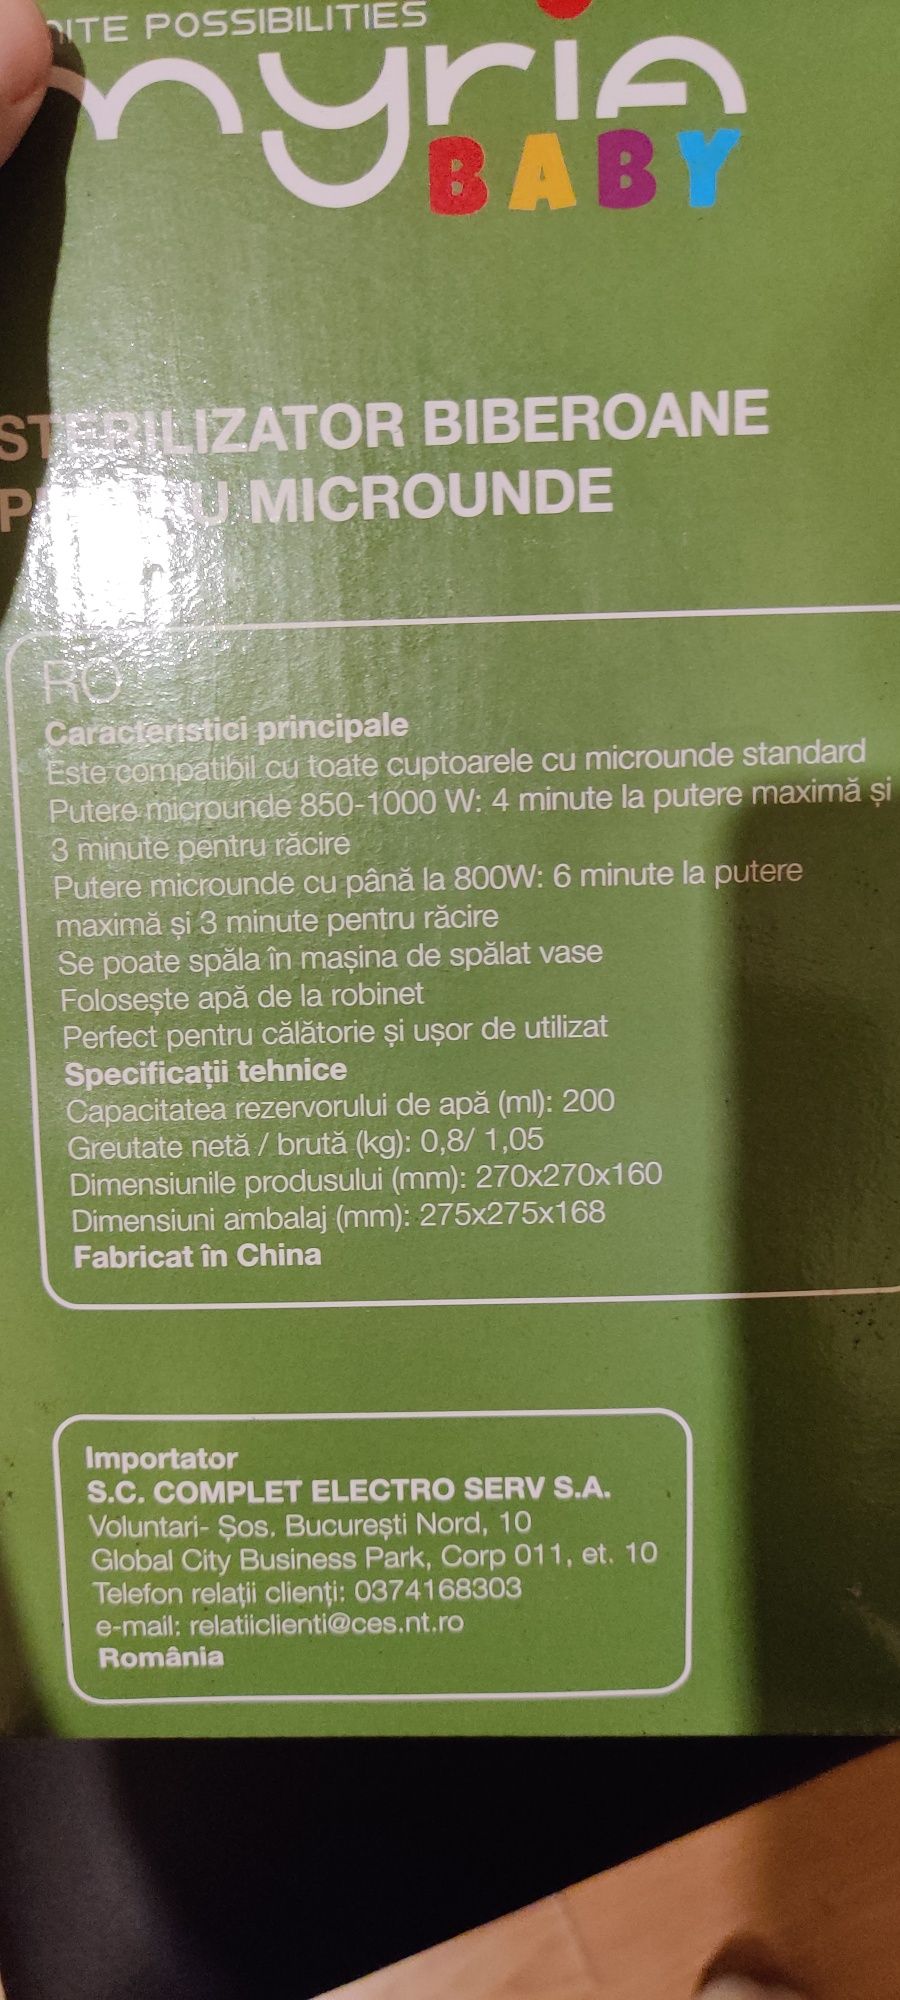 POSSIBILITIES
myria
BABY
STERILIZATOR BIBEROANE
PENTRU MICROUNDE
RO
Caracteristici principale
Este compatibil cu toate cuptoarele cu microunde standard
Putere microunde 850-1000 W: 4 minute la putere maximă și
3 minute pentru răcire
Putere microunde cu până la 800W: 6 minute la putere
maximă și 3 minute pentru răcire
Se poate spăla în mașina de spălat vase
Folosește apă de la robinet
Perfect pentru călătorie și ușor de utilizat
Specificații tehnice
Capacitatea rezervorului de apă (ml): 200
Greutate netă / brută (kg): 0,8/ 1,05
Dimensiunile produsului (mm): 270x270x160
Dimensiuni ambalaj (mm): 275x275x168
Fabricat în China
Importator
S.C. COMPLET ELECTRO SERV S.A.
Voluntari- Șos. București Nord, 10
Global City Business Park, Corp 011, et. 10
Telefon relații clienți: 0374168303
e-mail: relatiiclienti@ces.nt.ro
România